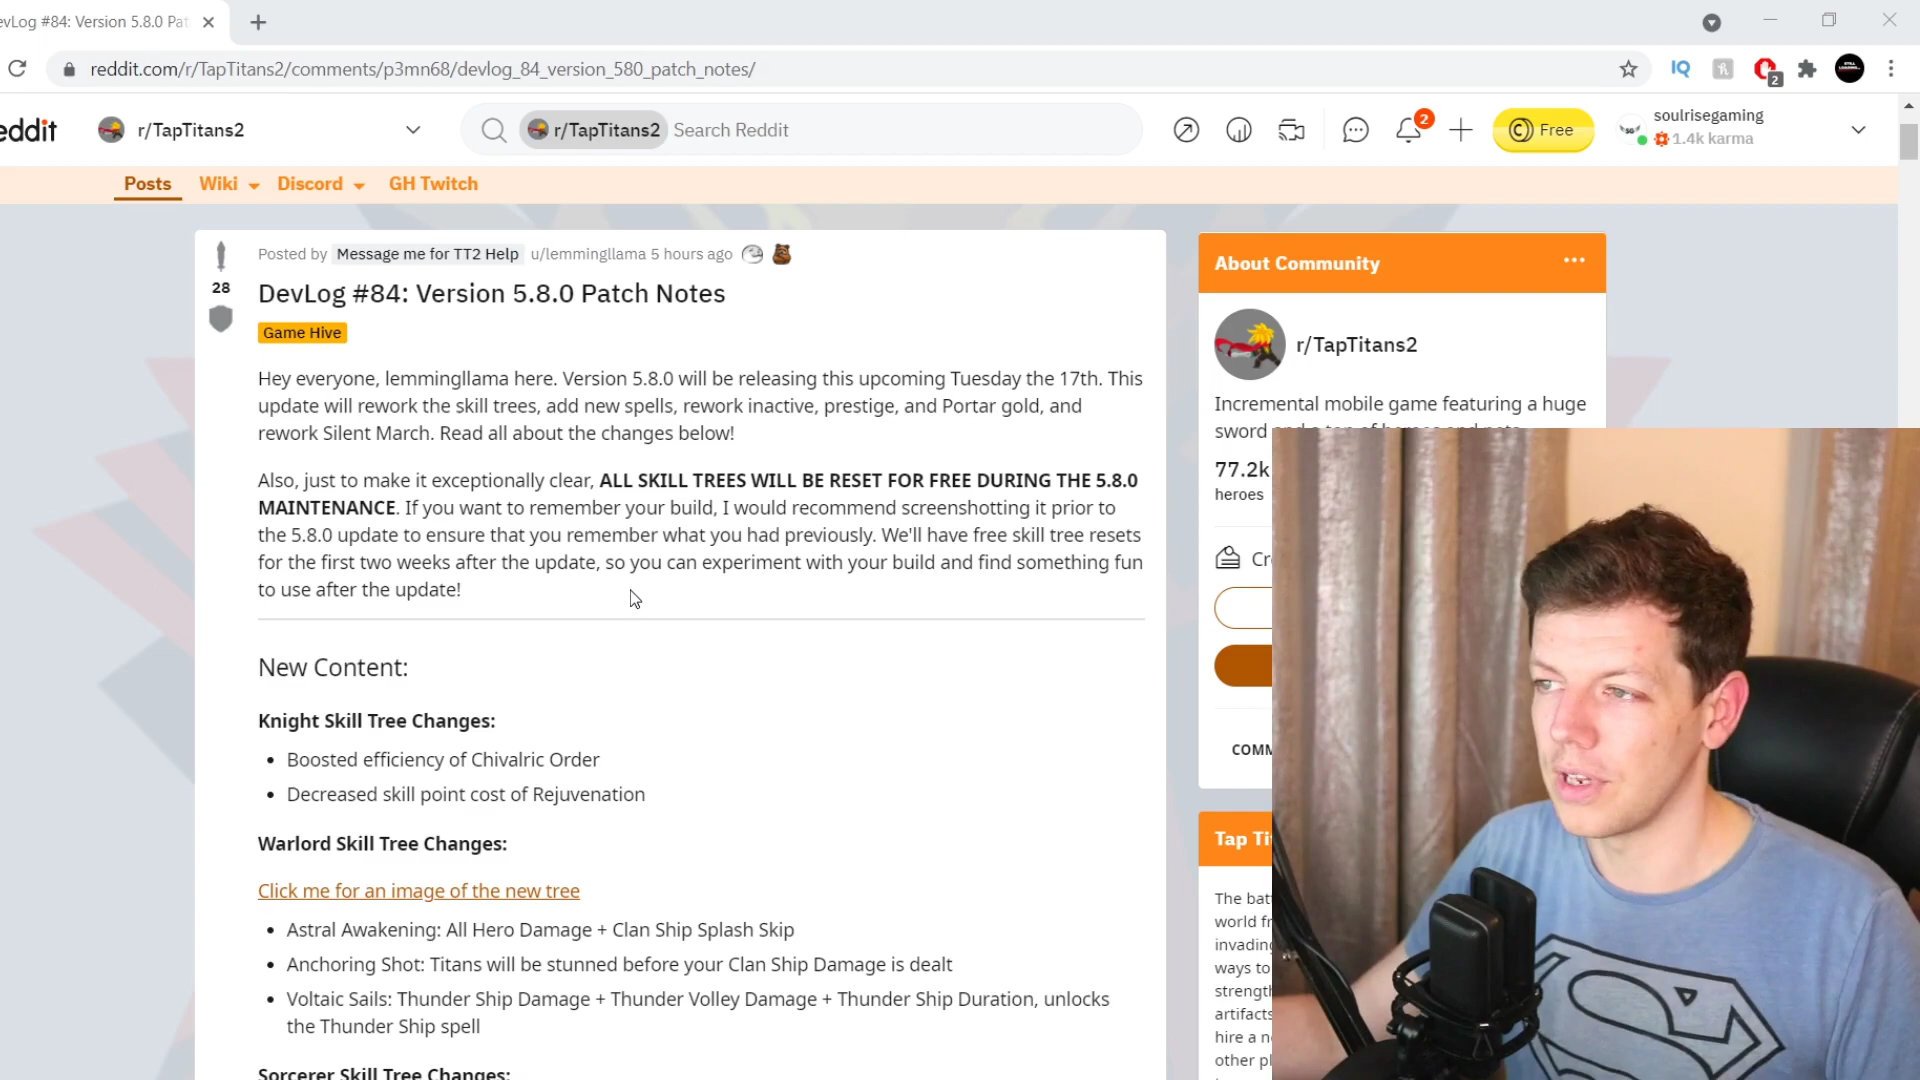 evLog #84: Version 5.8.0 Pat
reddit.com/r/TapTitans2/comments/p3mn68/devlog_84_version_580_patch_notes/
IQ
2
eddit
r/TapTitans2
r/TapTitans2 Search Reddit
2
Free
soulrisegaming
1.4k karma
Posts Wiki Discord GH Twitch
Posted by Message me for TT2 Help u/lemmingllama 5 hours ago
28
DevLog #84: Version 5.8.0 Patch Notes
Game Hive
Hey everyone, lemmingllama here. Version 5.8.0 will be releasing this upcoming Tuesday the 17th. This
update will rework the skill trees, add new spells, rework inactive, prestige, and Portar gold, and
rework Silent March. Read all about the changes below!
Also, just to make it exceptionally clear, ALL SKILL TREES WILL BE RESET FOR FREE DURING THE 5.8.0
MAINTENANCE. If you want to remember your build, I would recommend screenshotting it prior to
the 5.8.0 update to ensure that you remember what you had previously. We'll have free skill tree resets
for the first two weeks after the update, so you can experiment with your build and find something fun
to use after the update!
New Content:
Knight Skill Tree Changes:
• Boosted efficiency of Chivalric Order
• Decreased skill point cost of Rejuvenation
Warlord Skill Tree Changes:
Click me for an image of the new tree
• Astral Awakening: All Hero Damage + Clan Ship Splash Skip
• Anchoring Shot: Titans will be stunned before your Clan Ship Damage is dealt
• Voltaic Sails: Thunder Ship Damage + Thunder Volley Damage + Thunder Ship Duration, unlocks
the Thunder Ship spell
Sorcerer Skill Tree Changes:
About Community
r/TapTitans2
Incremental mobile game featuring a huge
sword
77.2k
heroes
Cr
COMM
Tap Ti
The bat
world fr
invading
ways to
strength
artifacts
hire a n
other pl